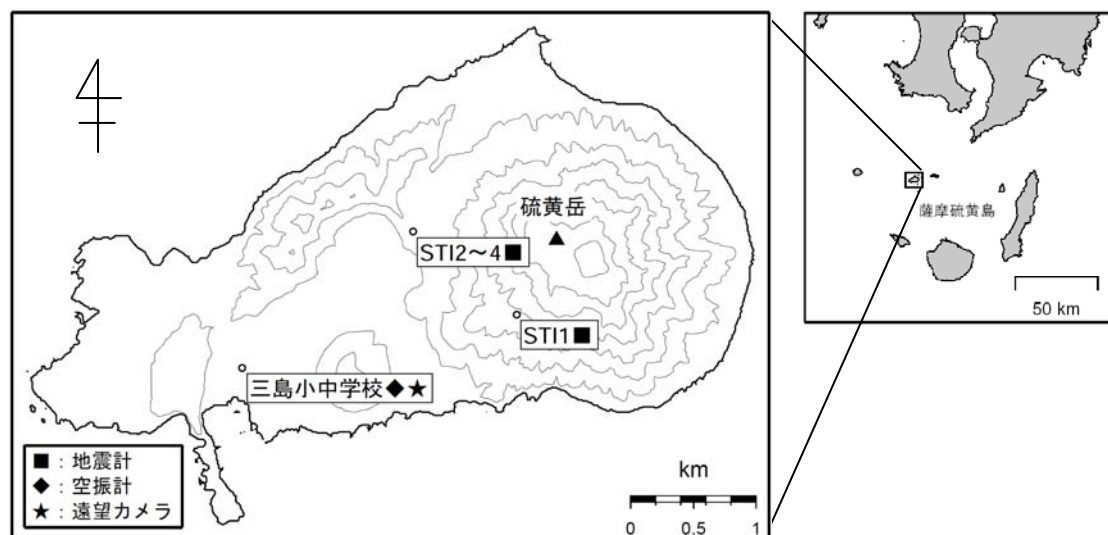 硫黄岳
STI2～4■
STI1■
三島小中学校◆★
■：地震計
◆：空振計
★：遠望カメラ
km
0 0.5 1
薩摩硫黄島
50 km